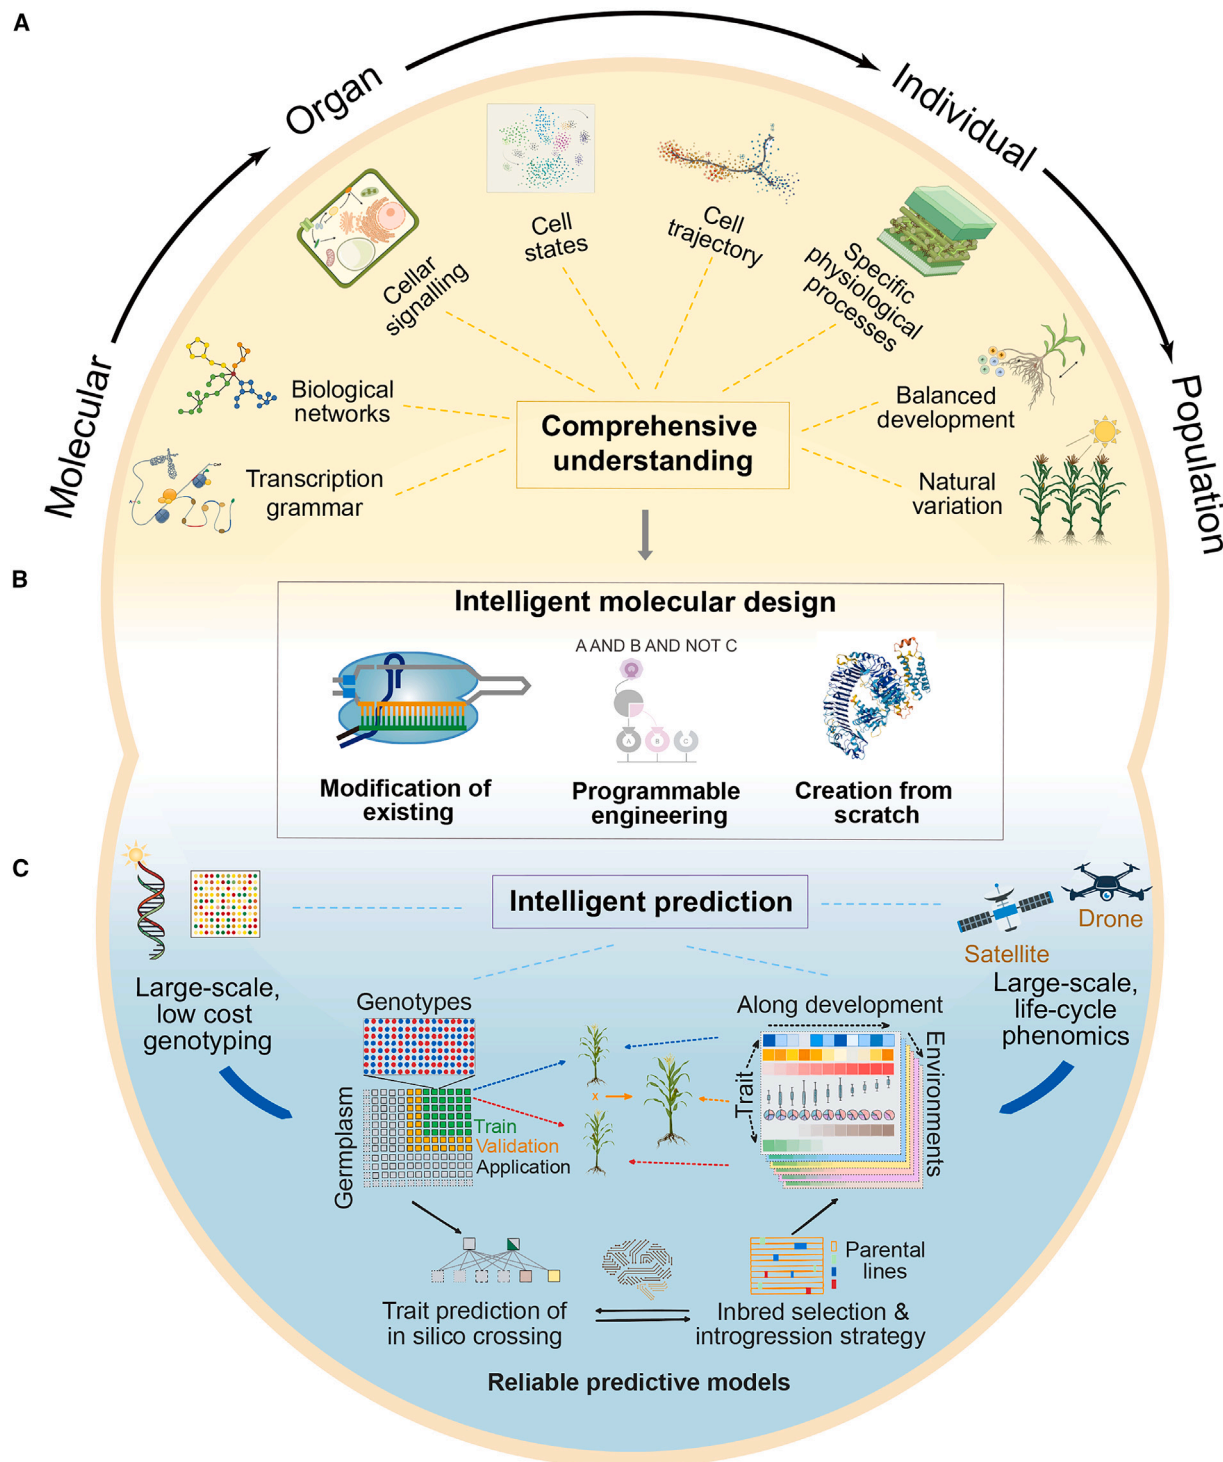 A
Molecular
Organ
Individual
Population
Cellar
signalling
Cell
states
Cell
trajectory
Specific
physiological
processes
Biological
networks
Balanced
development
Transcription
grammar
Natural
variation
Comprehensive
understanding
B
Intelligent molecular design
A AND B AND NOT C
A
B
C
Modification of
existing
Programmable
engineering
Creation from
scratch
C
Intelligent prediction
Large-scale,
low cost
genotyping
Drone
Satellite
Large-scale,
life-cycle
phenomics
Genotypes
Germplasm
Train
Validation
Application
x
Along development
Trait
Environments
Trait prediction of
in silico crossing
Inbred selection &
introgression strategy
Parental
lines
Reliable predictive models